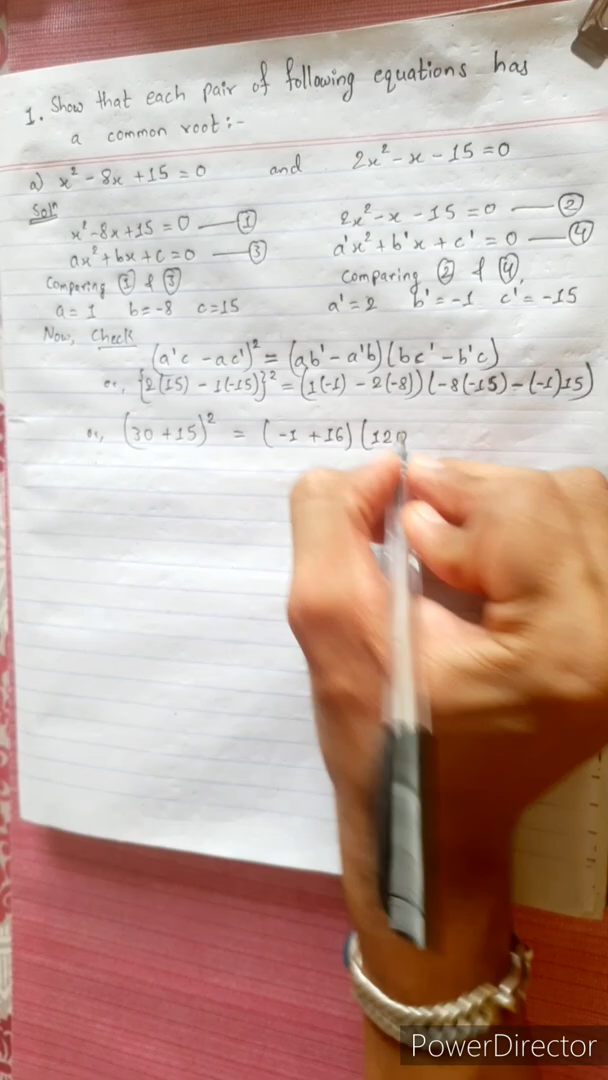 1. Show that each pair of following equations has
a common root:-
a) x² - 8x + 15 = 0 and 2x² - x - 15 = 0
Solⁿ
x² - 8x + 15 = 0 —— ① 2x² - x - 15 = 0 —— ②
ax² + bx + c = 0 —— ③ a'x² + b'x + c' = 0 —— ④
Comparing ① & ③ Comparing ② & ④
a = 1 b = -8 c = 15 a' = 2 b' = -1 c' = -15
Now, Check
(a'c - ac')² = (ab' - a'b) (bc' - b'c)
or, {2(15) - 1(-15)}² = (1(-1) - 2(-8)) (-8(-15) - (-1)15)
or, (30 + 15)² = (-1 + 16) (120
PowerDirector